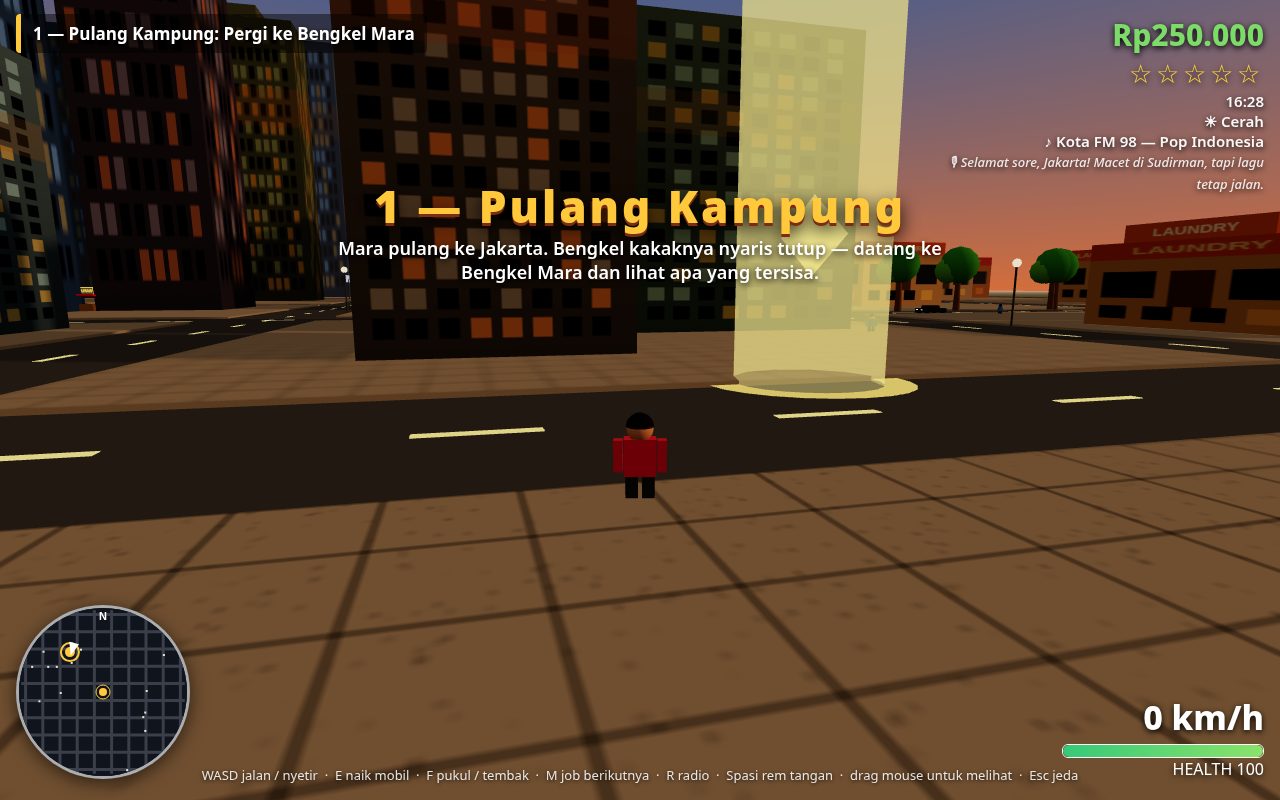 1 — Pulang Kampung: Pergi ke Bengkel Mara
Rp250.000
☆☆☆☆☆
16:28
☀ Cerah
♪ Kota FM 98 — Pop Indonesia
🎙 Selamat sore, Jakarta! Macet di Sudirman, tapi lagu
tetap jalan.
1 — Pulang Kampung
Mara pulang ke Jakarta. Bengkel kakaknya nyaris tutup — datang ke
Bengkel Mara dan lihat apa yang tersisa.
LAUNDRY
LAUNDRY
N
0 km/h
HEALTH 100
WASD jalan / nyetir · E naik mobil · F pukul / tembak · M job berikutnya · R radio · Spasi rem tangan · drag mouse untuk melihat · Esc jeda